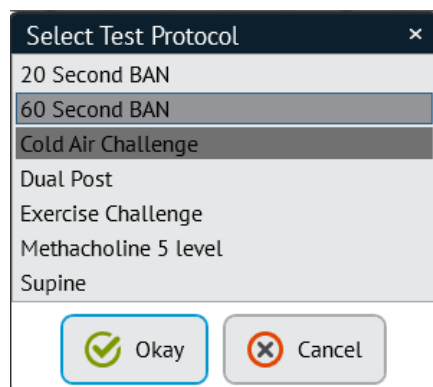 Select Test Protocol ×
20 Second BAN
60 Second BAN
Cold Air Challenge
Dual Post
Exercise Challenge
Methacholine 5 level
Supine
Okay Cancel